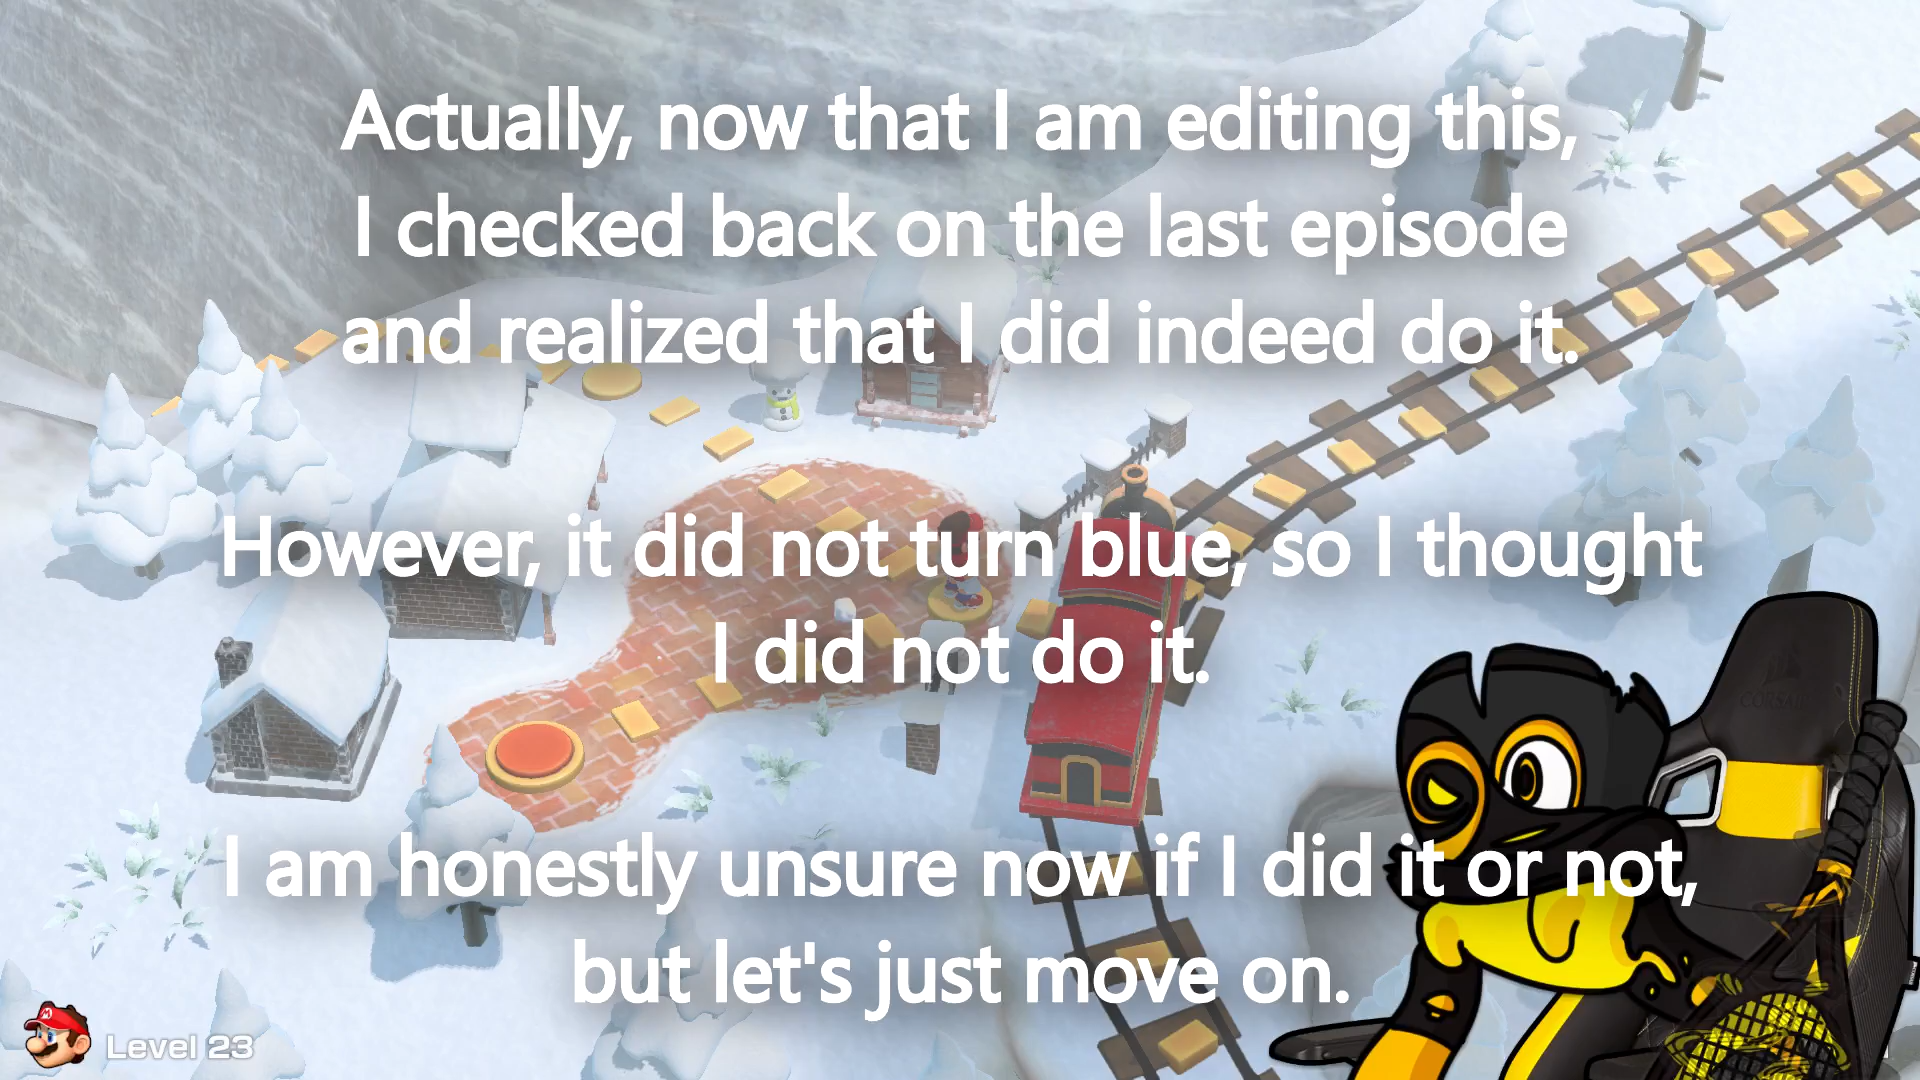 Actually, now that I am editing this,
I checked back on the last episode
and realized that I did indeed do it.
However, it did not turn blue, so I thought
I did not do it.
I am honestly unsure now if I did it or not,
but let's just move on.
CORSAIR
Level 23